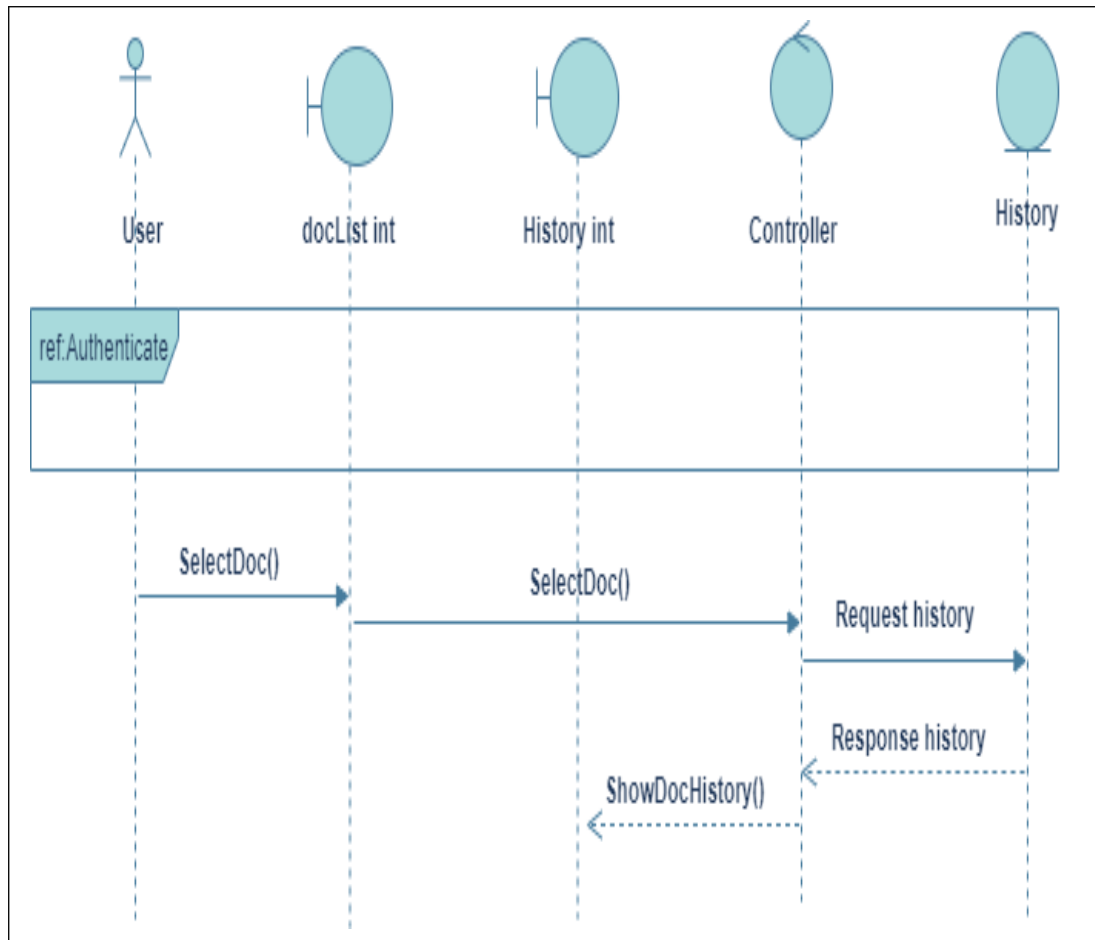 User
docList int
History int
Controller
History
ref:Authenticate
SelectDoc()
SelectDoc()
Request history
Response history
ShowDocHistory()